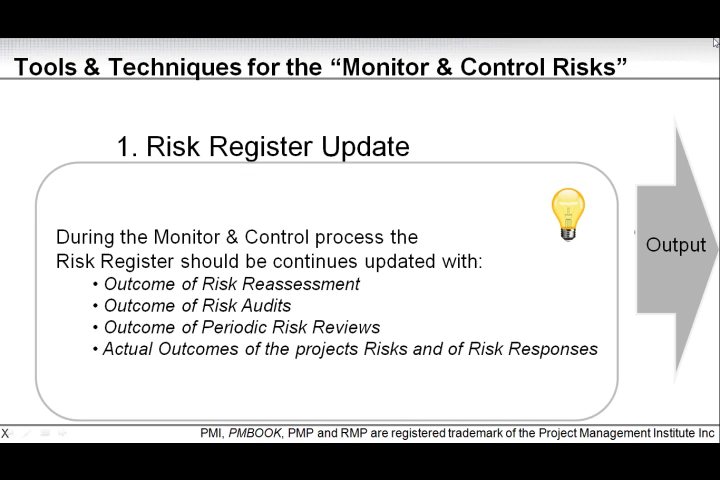 Tools & Techniques for the “Monitor & Control Risks”
1. Risk Register Update
During the Monitor & Control process the
Risk Register should be continues updated with:
• Outcome of Risk Reassessment
• Outcome of Risk Audits
• Outcome of Periodic Risk Reviews
• Actual Outcomes of the projects Risks and of Risk Responses
Output
X
PMI, PMBOOK, PMP and RMP are registered trademark of the Project Management Institute Inc